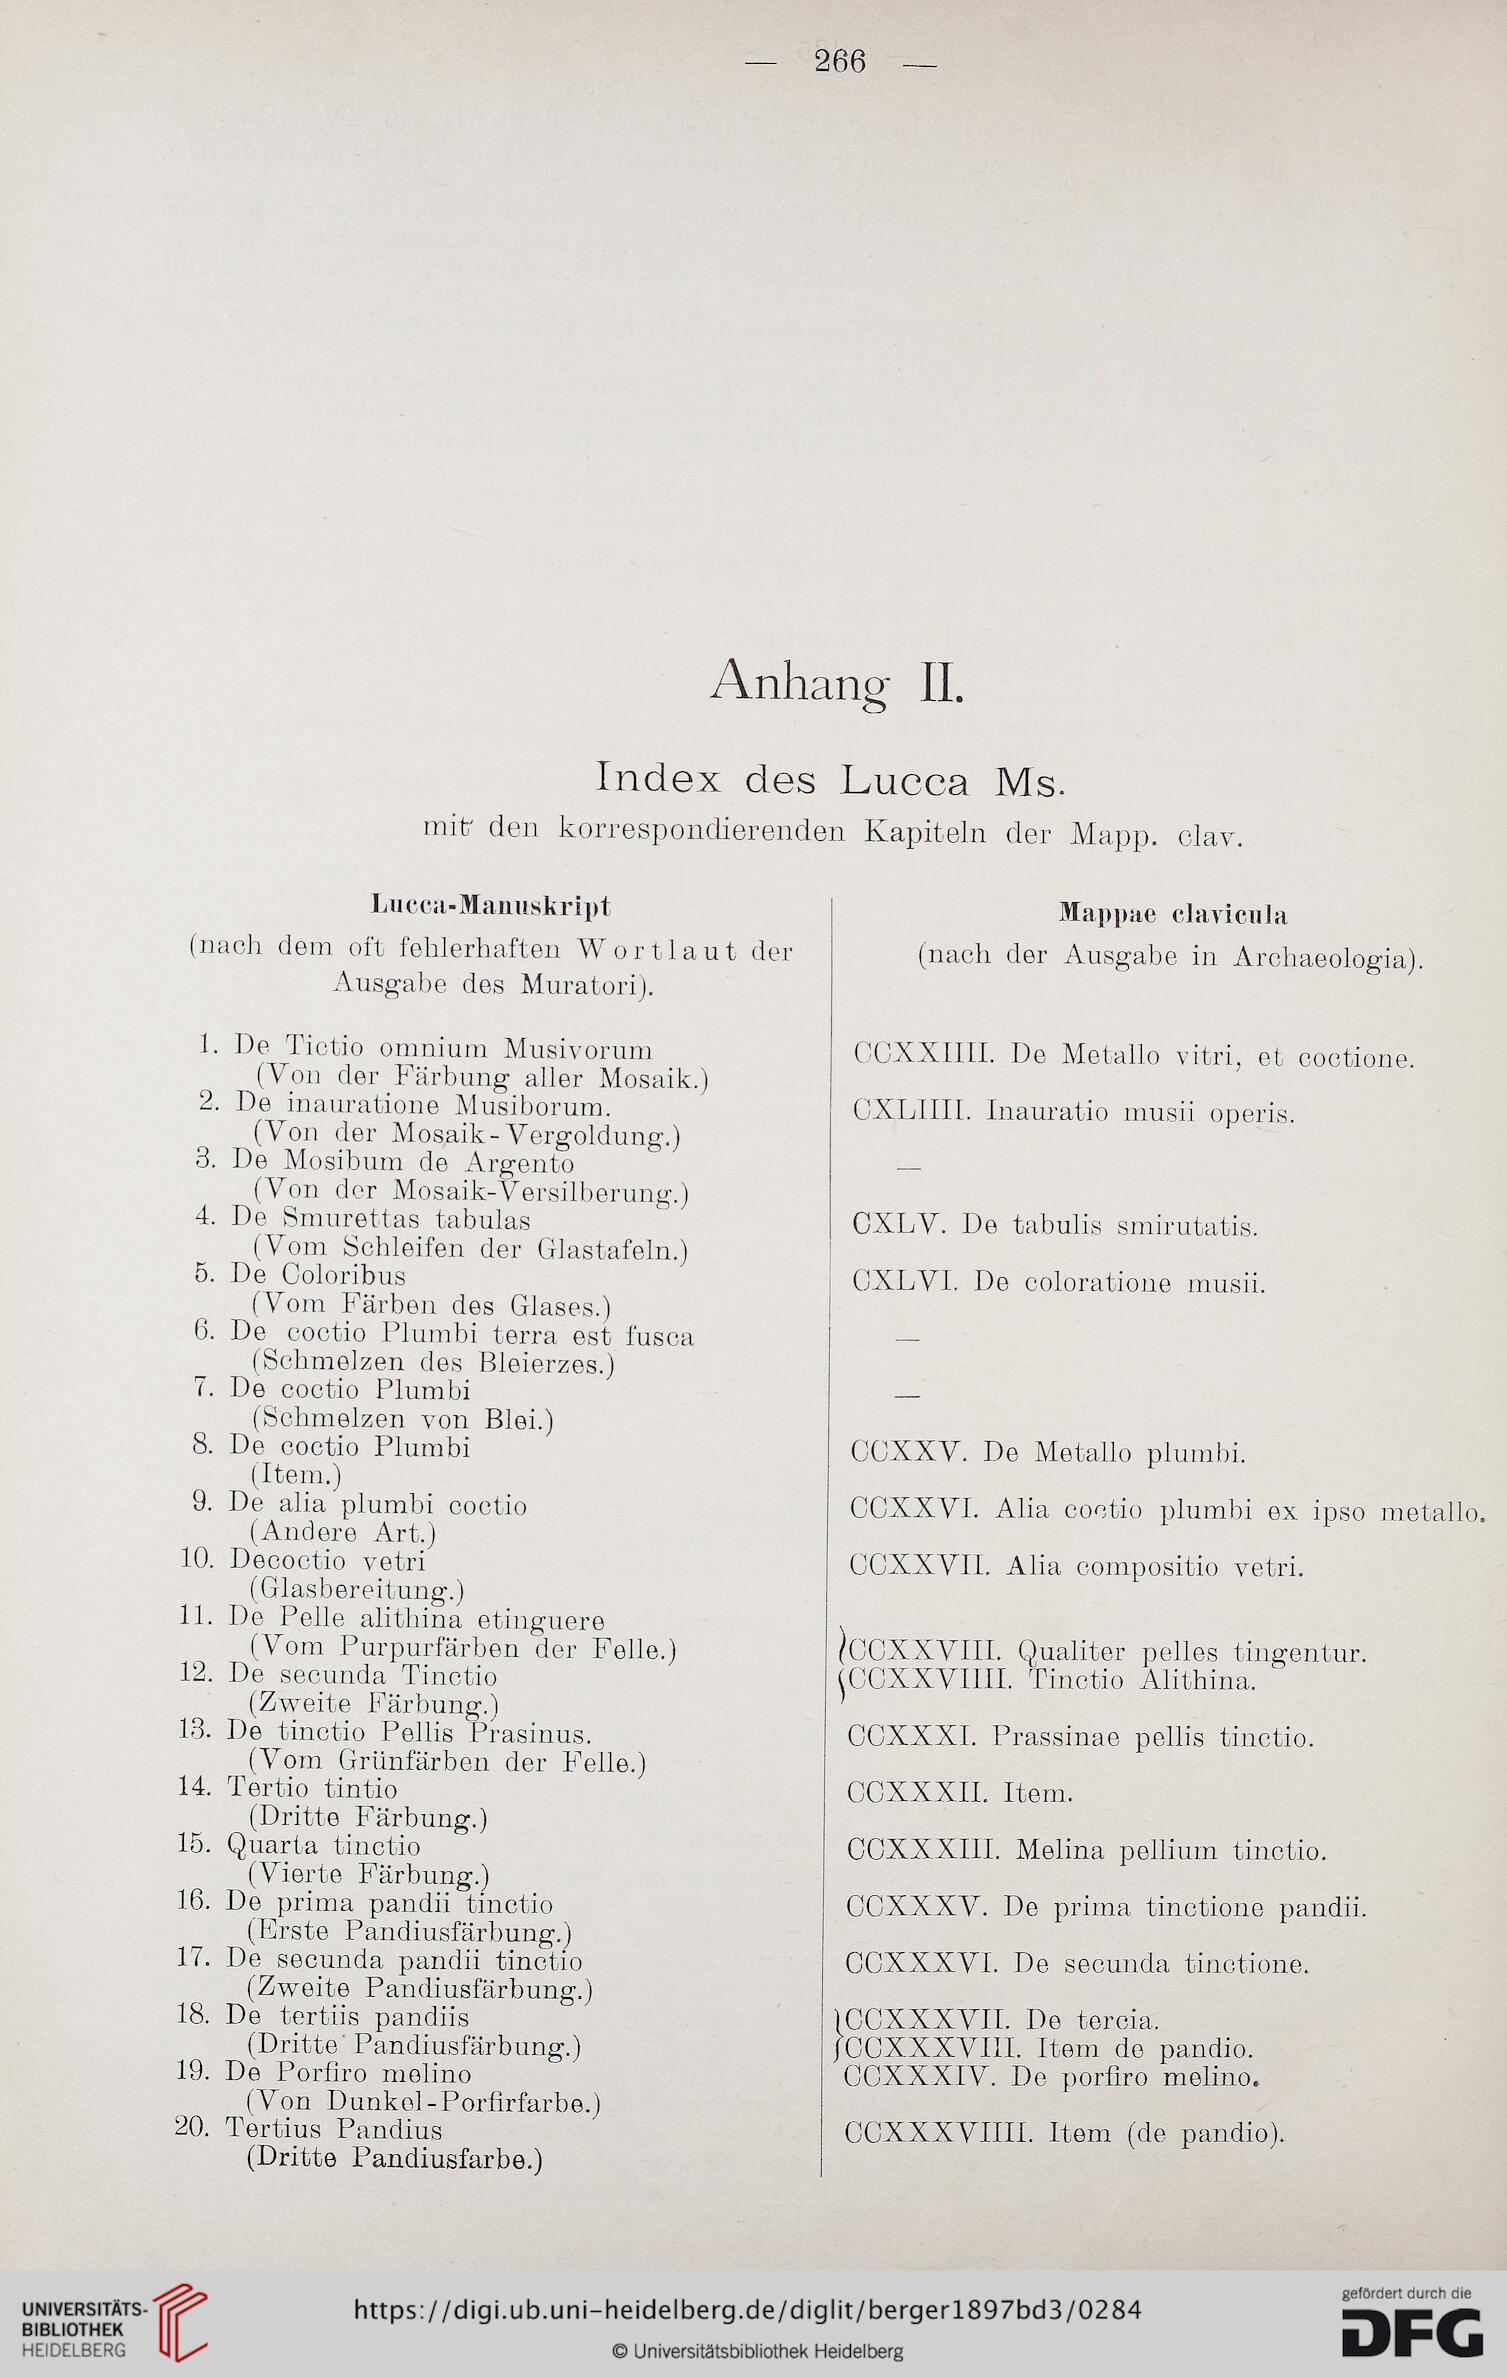 — 266 —
Anhang II.
Index des Lucca Ms.
mit den korrespondierenden Kapiteln der Mapp. clav.
Lucca-Manuskript
(nach dem oft fehlerhaften Wortlaut der
Ausgabe des Muratori).
1. De Tictio omnium Musivorum
(Von der Färbung aller Mosaik.)
2. De inauratione Musiborum.
(Von der Mosaik-Vergoldung.)
3. De Mosibum de Argento
(Von der Mosaik-Versilberung.)
4. De Smurettas tabulas
(Vom Schleifen der Glastafeln.)
5. De Coloribus
(Vom Färben des Glases.)
6. De coctio Plumbi terra est fusca
(Schmelzen des Bleierzes.)
7. De coctio Plumbi
(Schmelzen von Blei.)
8. De coctio Plumbi
(Item.)
9. De alia plumbi coctio
(Andere Art.)
10. Decoctio vetri
(Glasbereitung.)
11. De Pelle alithina etinguere
(Vom Purpurfärben der Felle.)
12. De secunda Tinctio
(Zweite Färbung.)
13. De tinctio Pellis Prasinus.
(Vom Grünfärben der Felle.)
14. Tertio tintio
(Dritte Färbung.)
15. Quarta tinctio
(Vierte Färbung.)
16. De prima pandii tinctio
(Erste Pandiusfärbung.)
17. De secunda pandii tinctio
(Zweite Pandiusfärbung.)
18. De tertiis pandiis
(Dritte Pandiusfärbung.)
19. De Porfiro melino
(Von Dunkel-Porfirfarbe.)
20. Tertius Pandius
(Dritte Pandiusfarbe.)
Mappae clavicula
(nach der Ausgabe in Archaeologia).
CCXXIIII. De Metallo vitri, et coctione.
CXLIIII. Inauratio musii operis.
—
CXLV. De tabulis smirutatis.
CXLVI. De coloratione musii.
—
—
CCXXV. De Metallo plumbi.
CCXXVI. Alia coctio plumbi ex ipso metallo.
CCXXVII. Alia compositio vetri.
CCXXVIII. Qualiter pelles tingentur.
CCXXVIIII. Tinctio Alithina.
CCXXXI. Prassinae pellis tinctio.
CCXXXII. Item.
CCXXXIII. Melina pellium tinctio.
CCXXXV. De prima tinctione pandii.
CCXXXVI. De secunda tinctione.
CCXXXVII. De tercia.
CCXXXVIII. Item de pandio.
CCXXXIV. De porfiro melino.
CCXXXVIIII. Item (de pandio).
UNIVERSITÄTS-
BIBLIOTHEK
HEIDELBERG
https://digi.ub.uni-heidelberg.de/diglit/berger1897bd3/0284
© Universitätsbibliothek Heidelberg
gefördert durch die
DFG